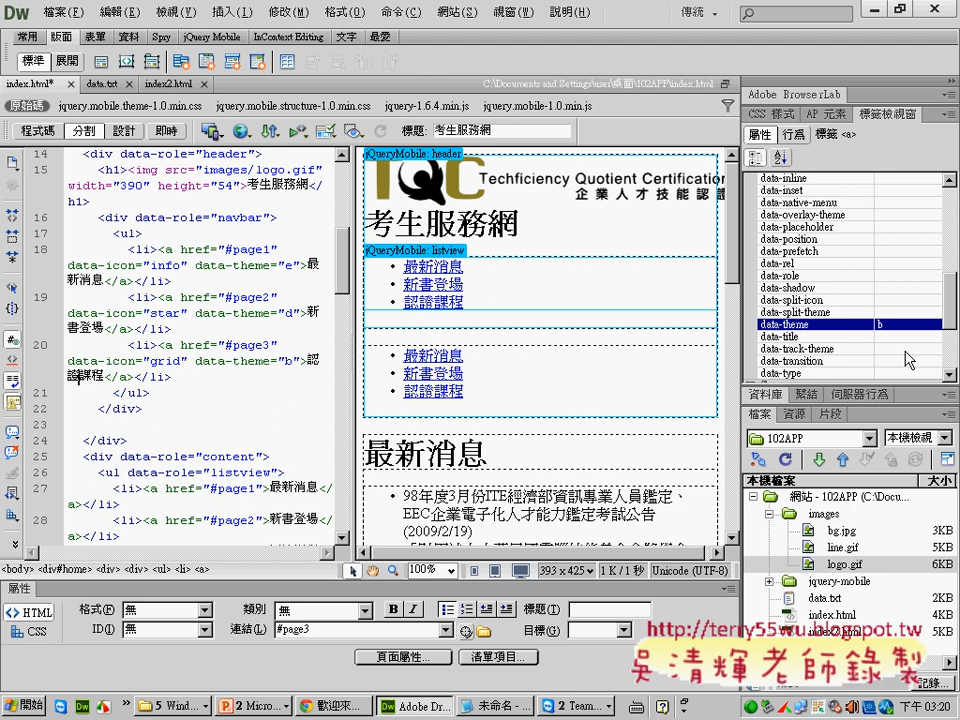 Dw 檔案(F) 編輯(E) 檢視(V) 插入(I) 修改(M) 格式(O) 命令(C) 網站(S) 視窗(W) 說明(H) 傳統
常用 版面 表單 資料 Spry jQuery Mobile InContext Editing 文字 最愛
標準 展開
index.html* data.txt index2.html C:\Documents and Settings\user\桌面\102APP\index.html
原始碼 jquery.mobile.theme-1.0.min.css jquery.mobile.structure-1.0.min.css jquery-1.6.4.min.js jquery.mobile-1.0.min.js
程式碼 分割 設計 即時 標題: 考生服務網
14 <div data-role="header">
15 <h1><img src="images/logo.gif"
width="390" height="54">考生服務網</
h1>
16 <div data-role="navbar">
17 <ul>
18 <li><a href="#page1"
data-icon="info" data-theme="e">最
新消息</a></li>
19 <li><a href="#page2"
data-icon="star" data-theme="d">新
書登場</a></li>
20 <li><a href="#page3"
data-icon="grid" data-theme="b">認
證課程</a></li>
21 </ul>
22 </div>
23
24 </div>
25 <div data-role="content">
26 <ul data-role="listview">
27 <li><a href="#page1">最新消息</
a></li>
28 <li><a href="#page2">新書登場</
a></li>
jQueryMobile: header
IQC Techficiency Quotient Certification
企業人才技能認證
考生服務網
jQueryMobile: listview
• 最新消息
• 新書登場
• 認證課程
• 最新消息
• 新書登場
• 認證課程
最新消息
• 98年度3月份ITE經濟部資訊專業人員鑑定、
EEC企業電子化人才能力鑑定考試公告
(2009/2/19)
<body> <div#home> <div> <div> <ul> <li> <a>
100% 393 x 425 1 K / 1 秒 Unicode (UTF-8)
Adobe BrowserLab
CSS 樣式 AP 元素 標籤檢視窗
屬性 行為 標籤 <a>
data-inline
data-inset
data-native-menu
data-overlay-theme
data-placeholder
data-position
data-prefetch
data-rel
data-role
data-shadow
data-split-icon
data-split-theme
data-theme b
data-title
data-track-theme
data-transition
data-type
資料庫 繫結 伺服器行為
檔案 資源 片段
102APP 本機檢視
本機檔案 大小
網站 - 102APP (C:\Docu...
images
bg.jpg 3KB
line.gif 5KB
logo.gif 6KB
jquery-mobile
data.txt 2KB
index.html 4KB
5KB
記錄...
屬性
<> HTML 格式(F) 無 類別 無 B I 標題(T)
CSS ID(I) 無 連結(L) #page3 目標(G)
頁面屬性... 清單項目...
http://terry55wu.blogspot.tw
吳清輝老師錄製
開始 5 Wind... 2 Micro... 歡迎來... Adobe Dr... 未命名 - ... 2 Team... 下午 03:20